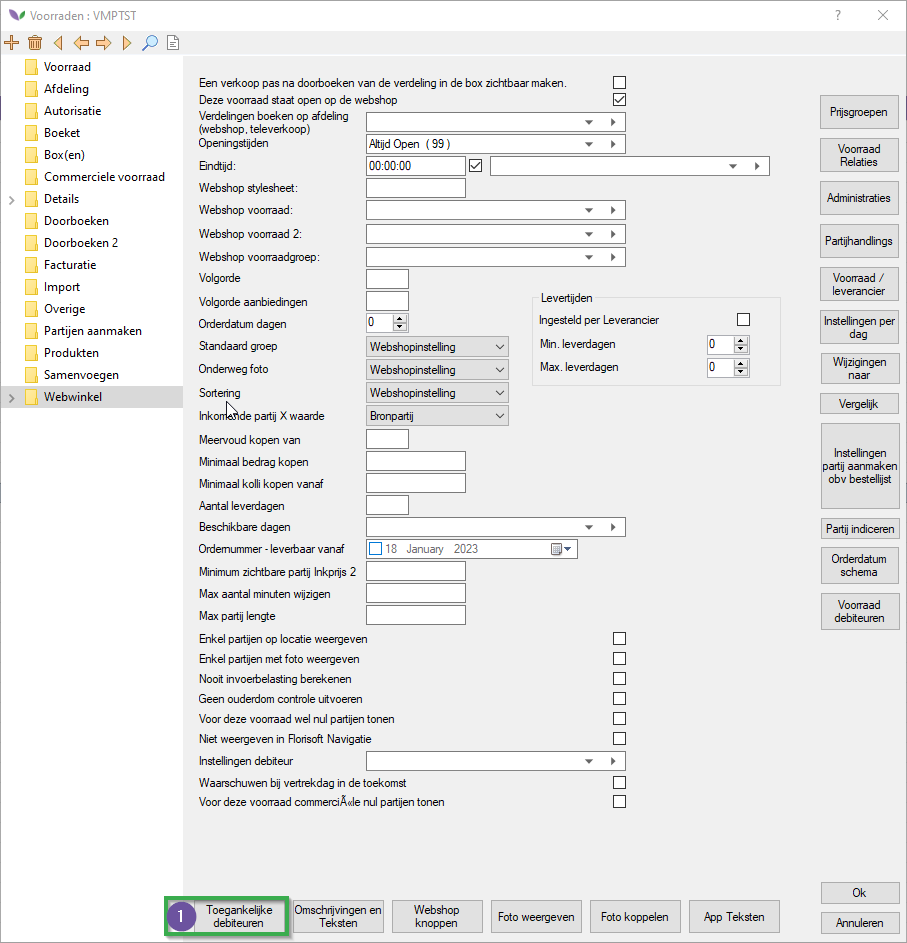 Voorraden : VMPTST
?
Voorraad
Afdeling
Autorisatie
Boeket
Box(en)
Commerciele voorraad
Details
Doorboeken
Doorboeken 2
Facturatie
Import
Overige
Partijen aanmaken
Produkten
Samenvoegen
Webwinkel
Een verkoop pas na doorboeken van de verdeling in de box zichtbaar maken.
Deze voorraad staat open op de webshop
Verdelingen boeken op afdeling
(webshop, televerkoop)
Openingstijden
Altijd Open ( 99 )
Eindtijd:
00:00:00
Webshop stylesheet:
Webshop voorraad:
Webshop voorraad 2:
Webshop voorraadgroep:
Volgorde
Volgorde aanbiedingen
Orderdatum dagen
0
Standaard groep
Webshopinstelling
Onderweg foto
Webshopinstelling
Sortering
Webshopinstelling
Inkomende partij X waarde
Bronpartij
Levertijden
Ingesteld per Leverancier
Min. leverdagen
0
Max. leverdagen
0
Meervoud kopen van
Minimaal bedrag kopen
Minimaal kolli kopen vanaf
Aantal leverdagen
Beschikbare dagen
Ordernummer - leverbaar vanaf
18 January 2023
Minimum zichtbare partij Inkprijs 2
Max aantal minuten wijzigen
Max partij lengte
Enkel partijen op locatie weergeven
Enkel partijen met foto weergeven
Nooit invoerbelasting berekenen
Geen ouderdom controle uitvoeren
Voor deze voorraad wel nul partijen tonen
Niet weergeven in Florisoft Navigatie
Instellingen debiteur
Waarschuwen bij vertrekdag in de toekomst
Voor deze voorraad commerciÃ«le nul partijen tonen
Prijsgroepen
Voorraad
Relaties
Administraties
Partijhandlings
Voorraad /
leverancier
Instellingen per
dag
Wijzigingen
naar
Vergelijk
Instellingen
partij aanmaken
obv bestellijst
Partij indiceren
Orderdatum
schema
Voorraad
debiteuren
Ok
Annuleren
1
Toegankelijke
debiteuren
Omschrijvingen en
Teksten
Webshop
knoppen
Foto weergeven
Foto koppelen
App Teksten